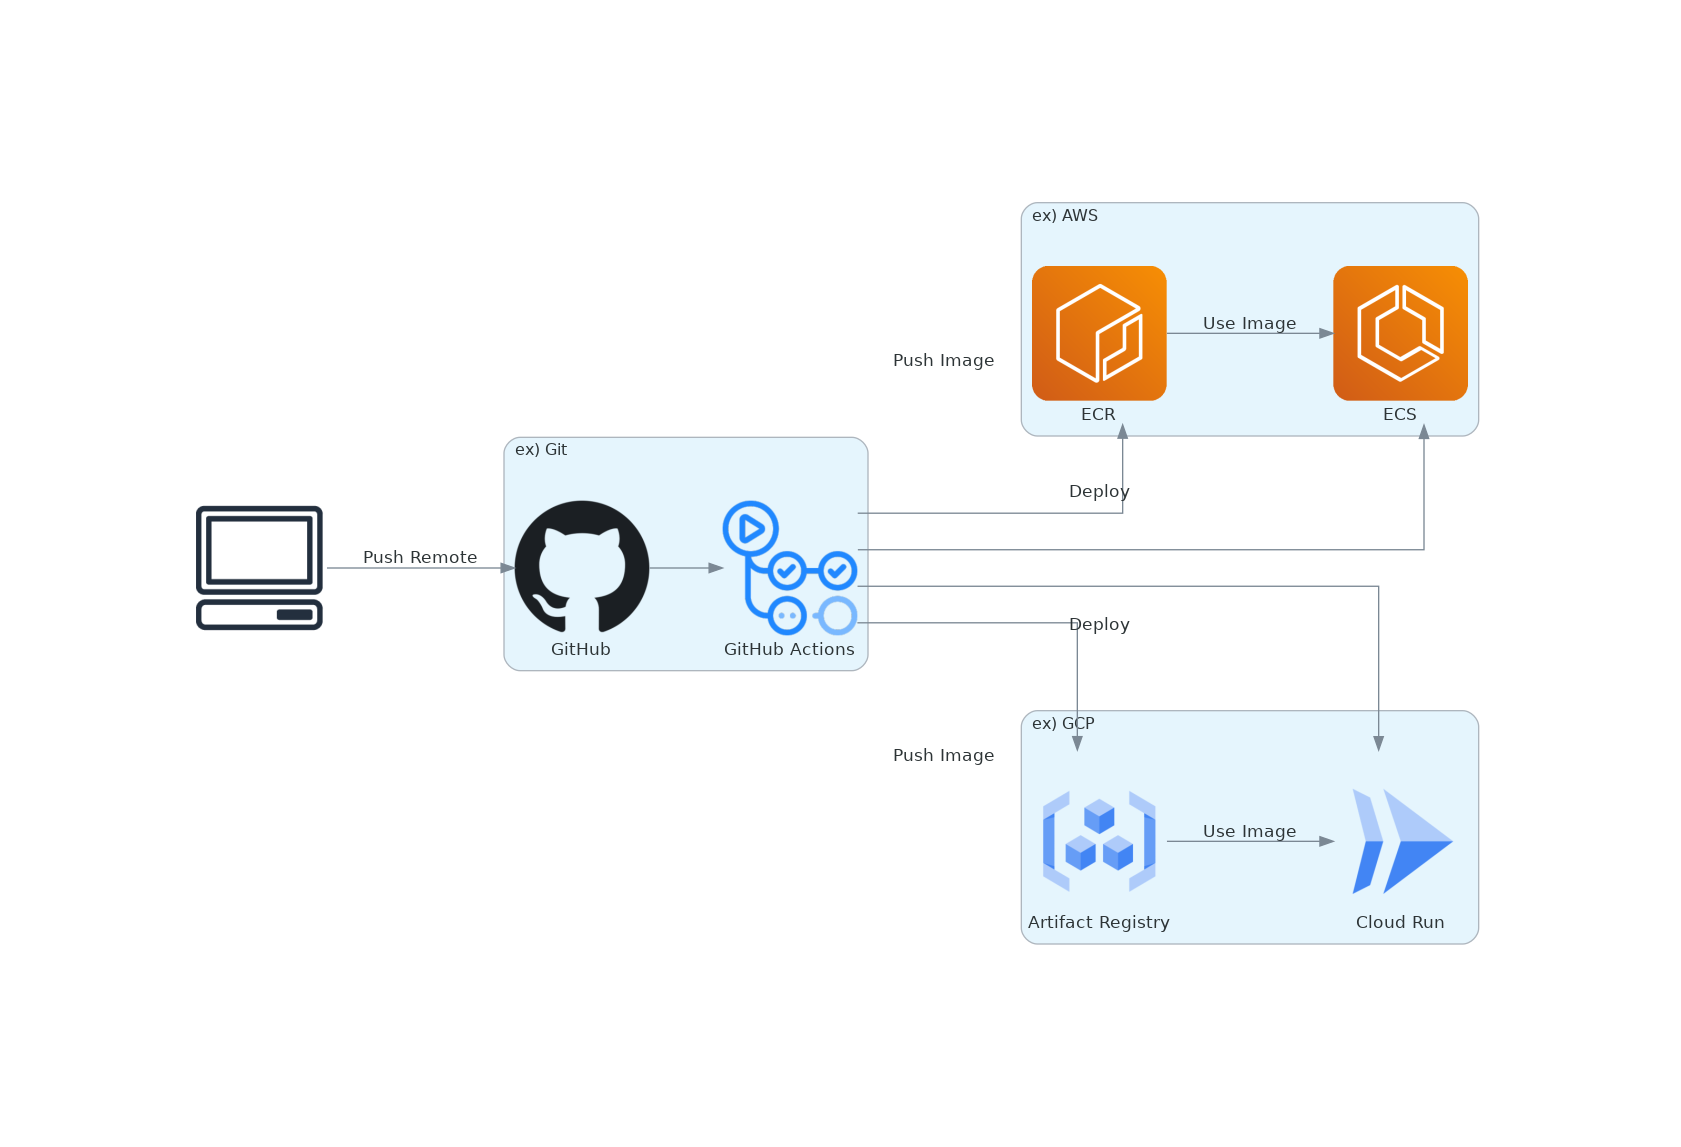 ex) AWS
Use Image
Push Image
ECR
ECS
ex) Git
Deploy
Push Remote
GitHub
GitHub Actions
Deploy
ex) GCP
Push Image
Use Image
Artifact Registry
Cloud Run